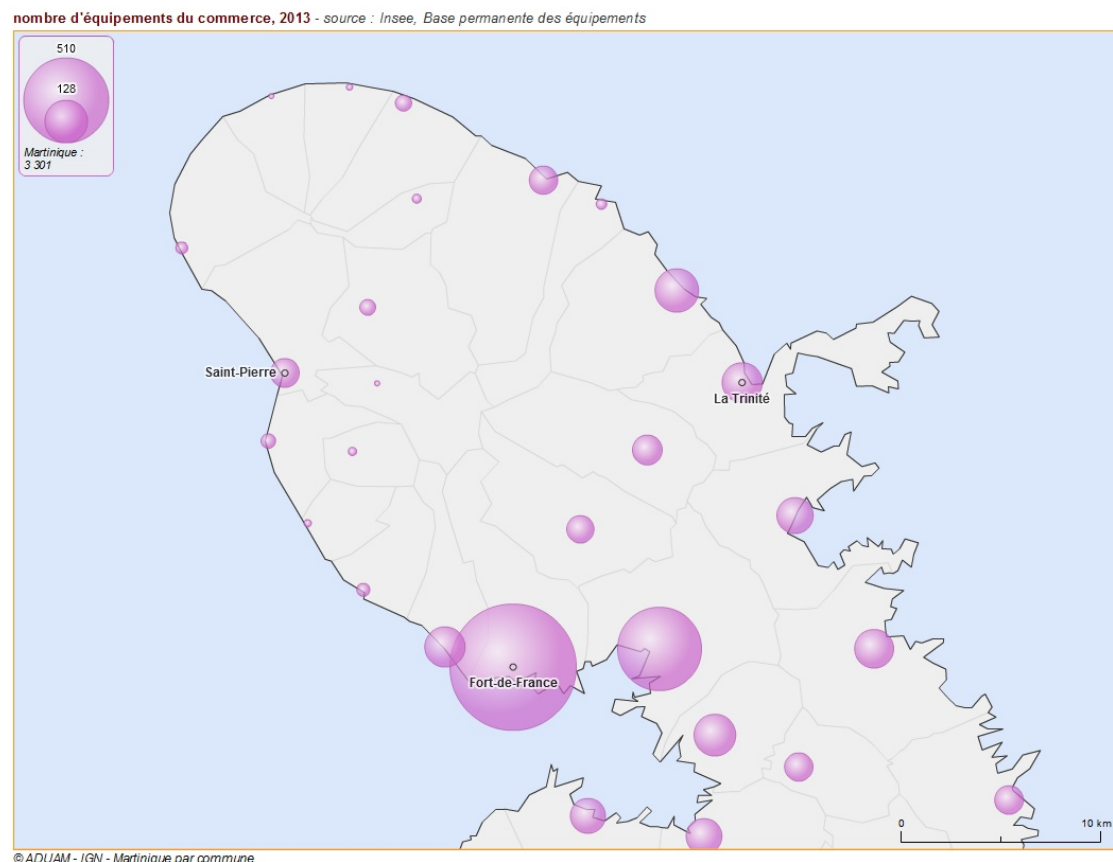 nombre d'équipements du commerce, 2013 - source : Insee, Base permanente des équipements
510
128
Martinique :
3 301
Saint-Pierre
La Trinité
Fort-de-France
0 10 km
© ADUAM - IGN - Martinique par commune